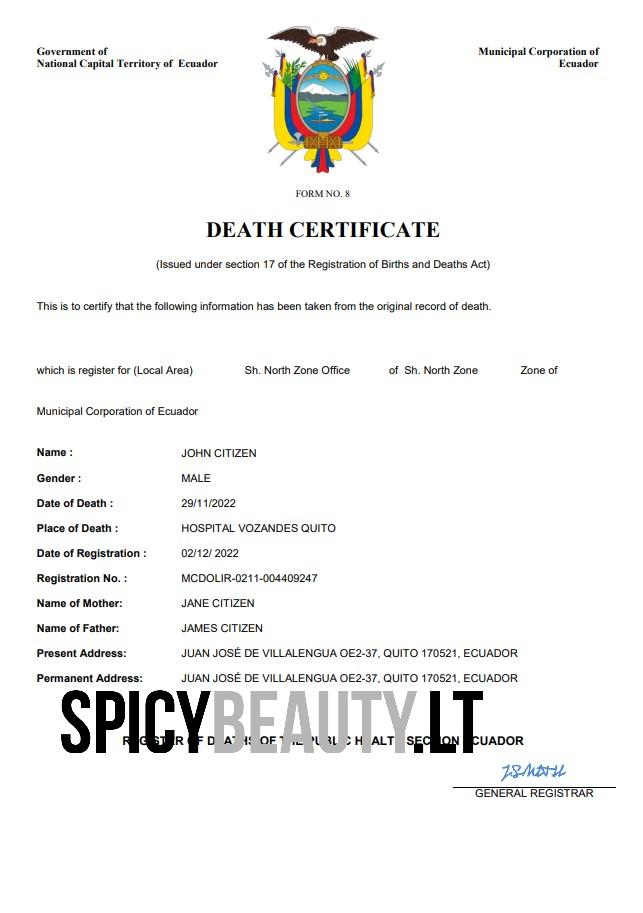 Government of
National Capital Territory of Ecuador
Municipal Corporation of
Ecuador
FORM NO. 8
DEATH CERTIFICATE
(Issued under section 17 of the Registration of Births and Deaths Act)
This is to certify that the following information has been taken from the original record of death.
which is register for (Local Area) Sh. North Zone Office of Sh. North Zone Zone of
Municipal Corporation of Ecuador
Name : JOHN CITIZEN
Gender : MALE
Date of Death : 29/11/2022
Place of Death : HOSPITAL VOZANDES QUITO
Date of Registration : 02/12/ 2022
Registration No. : MCDOLIR-0211-004409247
Name of Mother: JANE CITIZEN
Name of Father: JAMES CITIZEN
Present Address: JUAN JOSÉ DE VILLALENGUA OE2-37, QUITO 170521, ECUADOR
Permanent Address: JUAN JOSÉ DE VILLALENGUA OE2-37, QUITO 170521, ECUADOR
SPICYBEAUTY.LT
REGISTER OF DEATHS OF THE PUBLIC HEALTH SECTION ECUADOR
GENERAL REGISTRAR